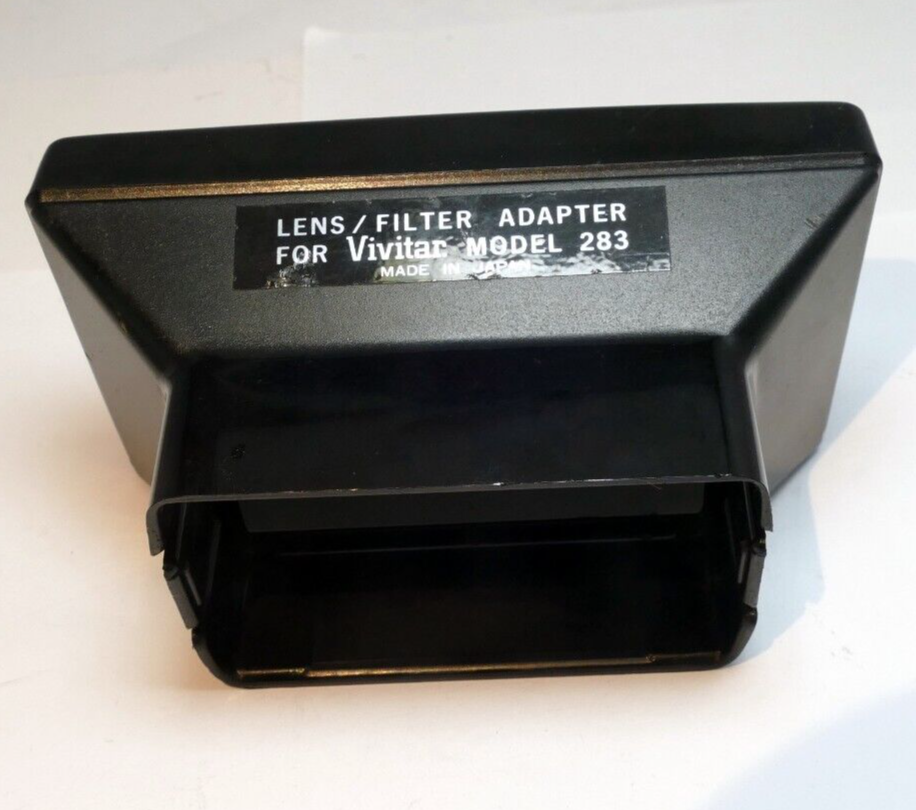 LENS/FILTER ADAPTER
FOR Vivitar. MODEL 283
MADE IN JAPAN